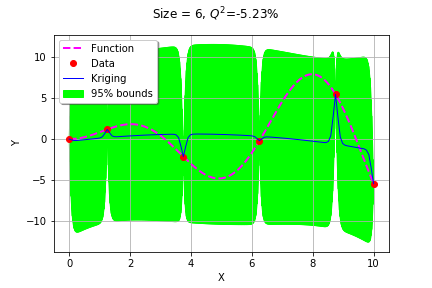 Size = 6, Q²=-5.23%
Function
Data
Kriging
95% bounds
10
5
0
−5
−10
Y
0 2 4 6 8 10
X